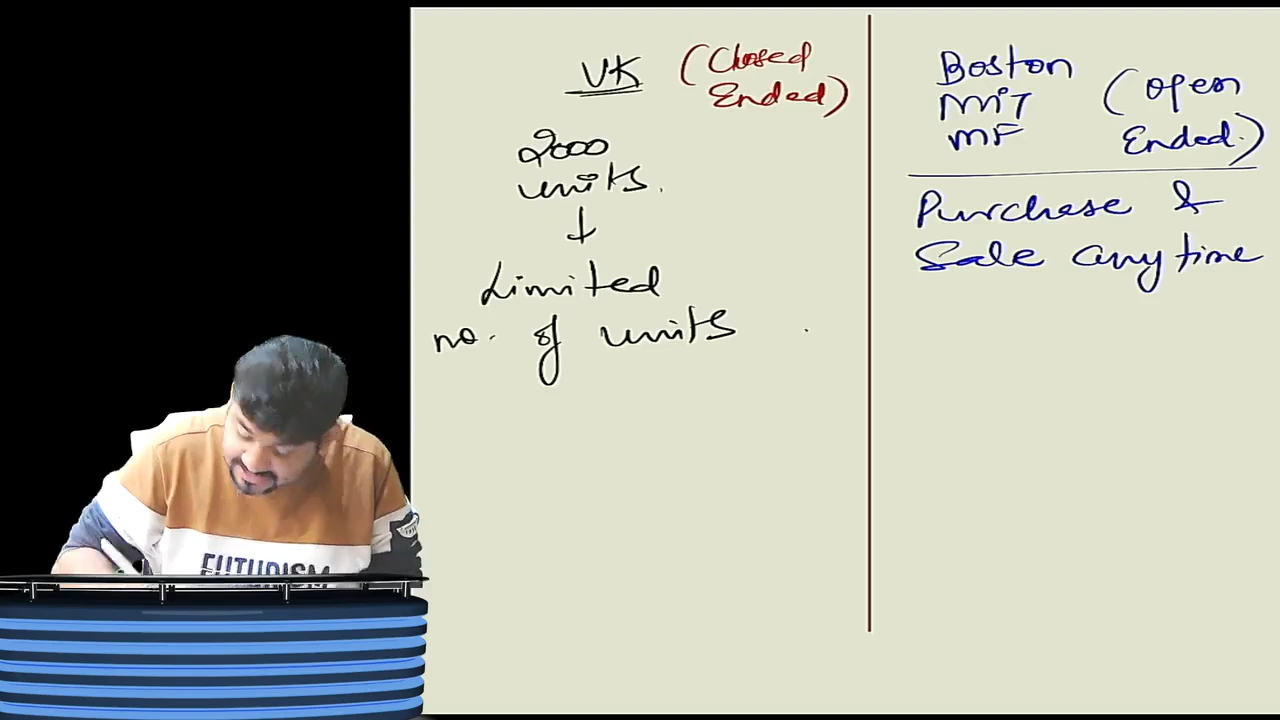 UK (Closed
Ended)
2000
units.
↓
Limited
no. of units
Boston
MIT
MF
(open
Ended.)
Purchase &
Sale anytime
FUTURISM